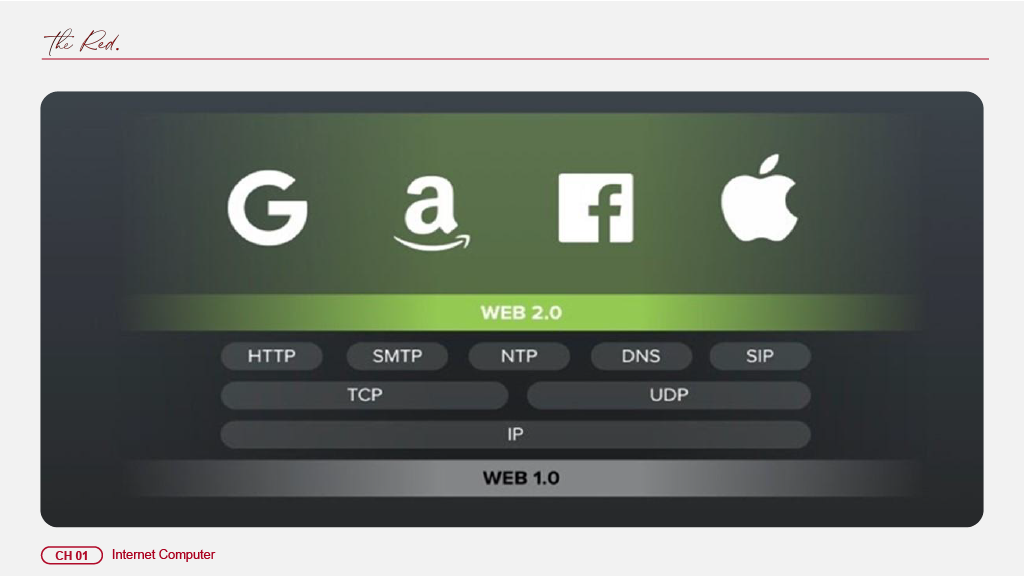 The Red.
WEB 2.0
HTTP SMTP NTP DNS SIP
TCP UDP
IP
WEB 1.0
CH 01 Internet Computer